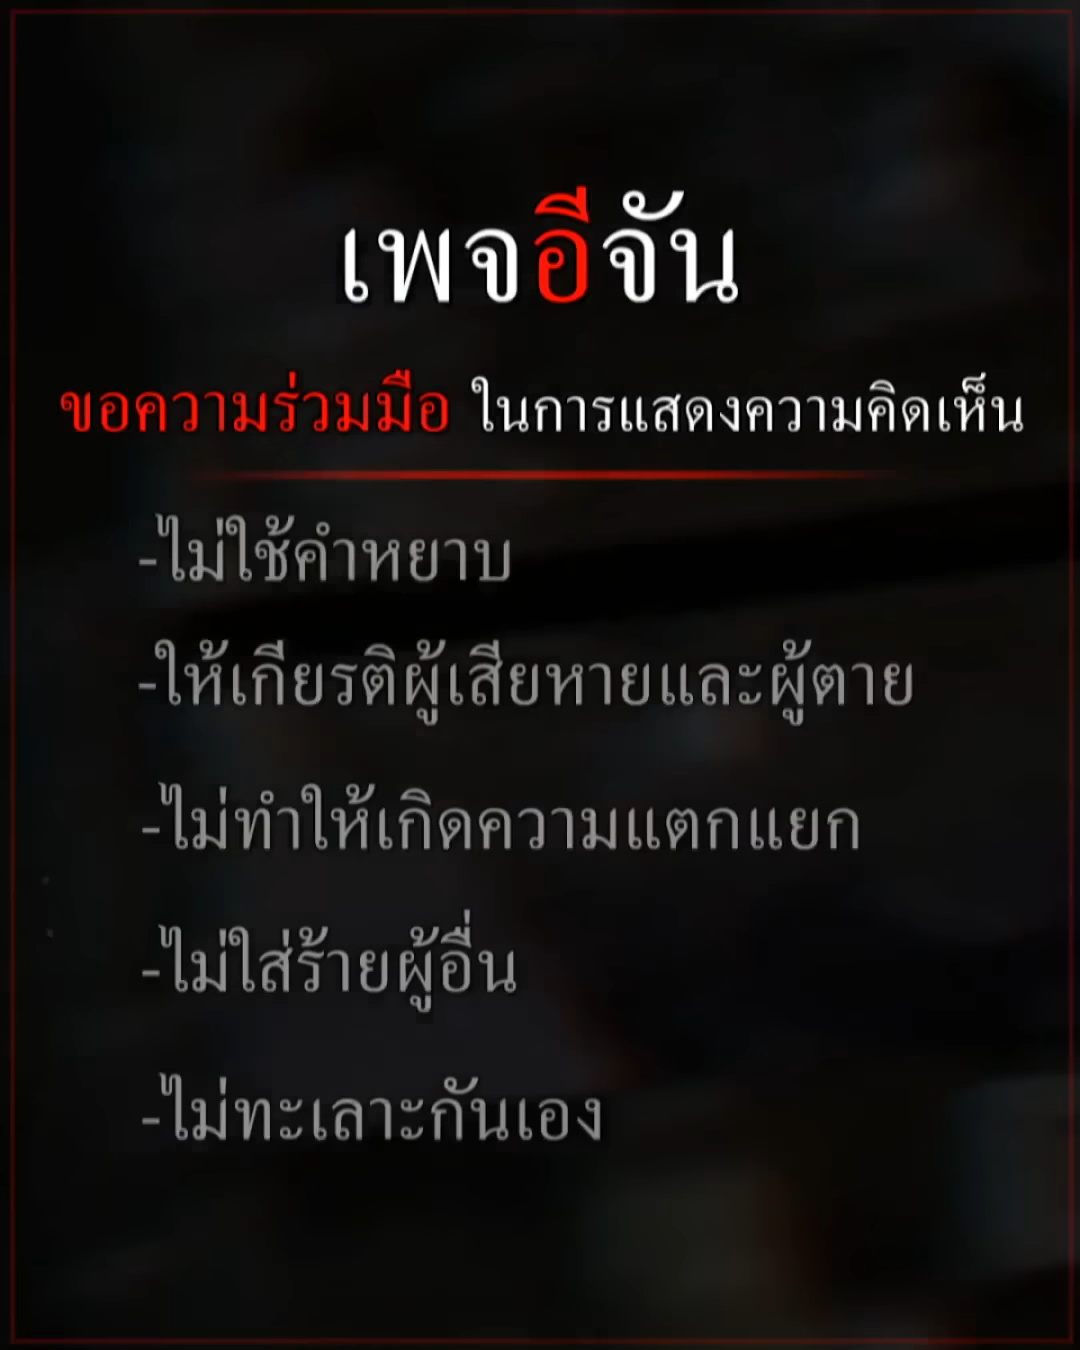 เพจอีจัน
ขอความร่วมมือ ในการแสดงความคิดเห็น
-ไม่ใช้คำหยาบ
-ให้เกียรติผู้เสียหายและผู้ตาย
-ไม่ทำให้เกิดความแตกแยก
-ไม่ใส่ร้ายผู้อื่น
-ไม่ทะเลาะกันเอง